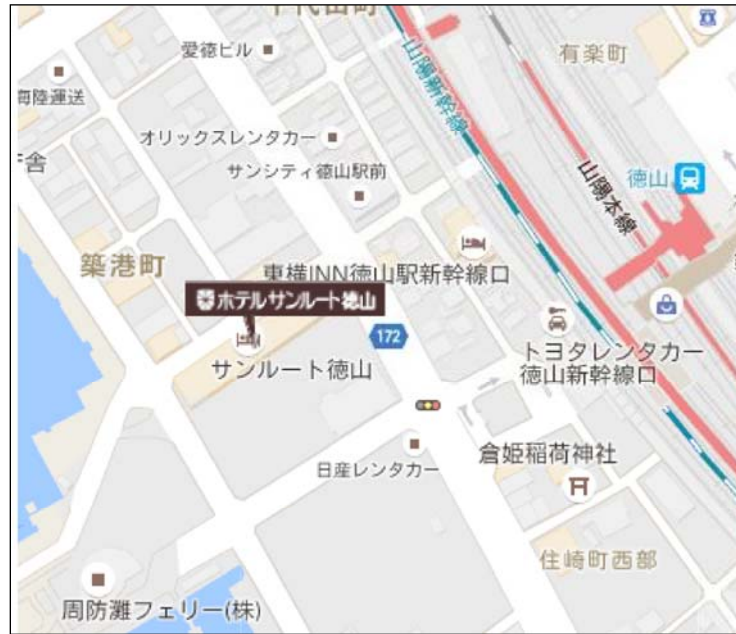 千代田町
愛徳ビル
有楽町
海陸運送
山陽新幹線
オリックスレンタカー
庁舎
サンシティ徳山駅前
徳山
山陽本線
築港町
東横INN徳山駅新幹線口
ホテルサンルート徳山
172
サンルート徳山
トヨタレンタカー
徳山新幹線口
日産レンタカー
倉姫稲荷神社
住崎町西部
周防灘フェリー(株)